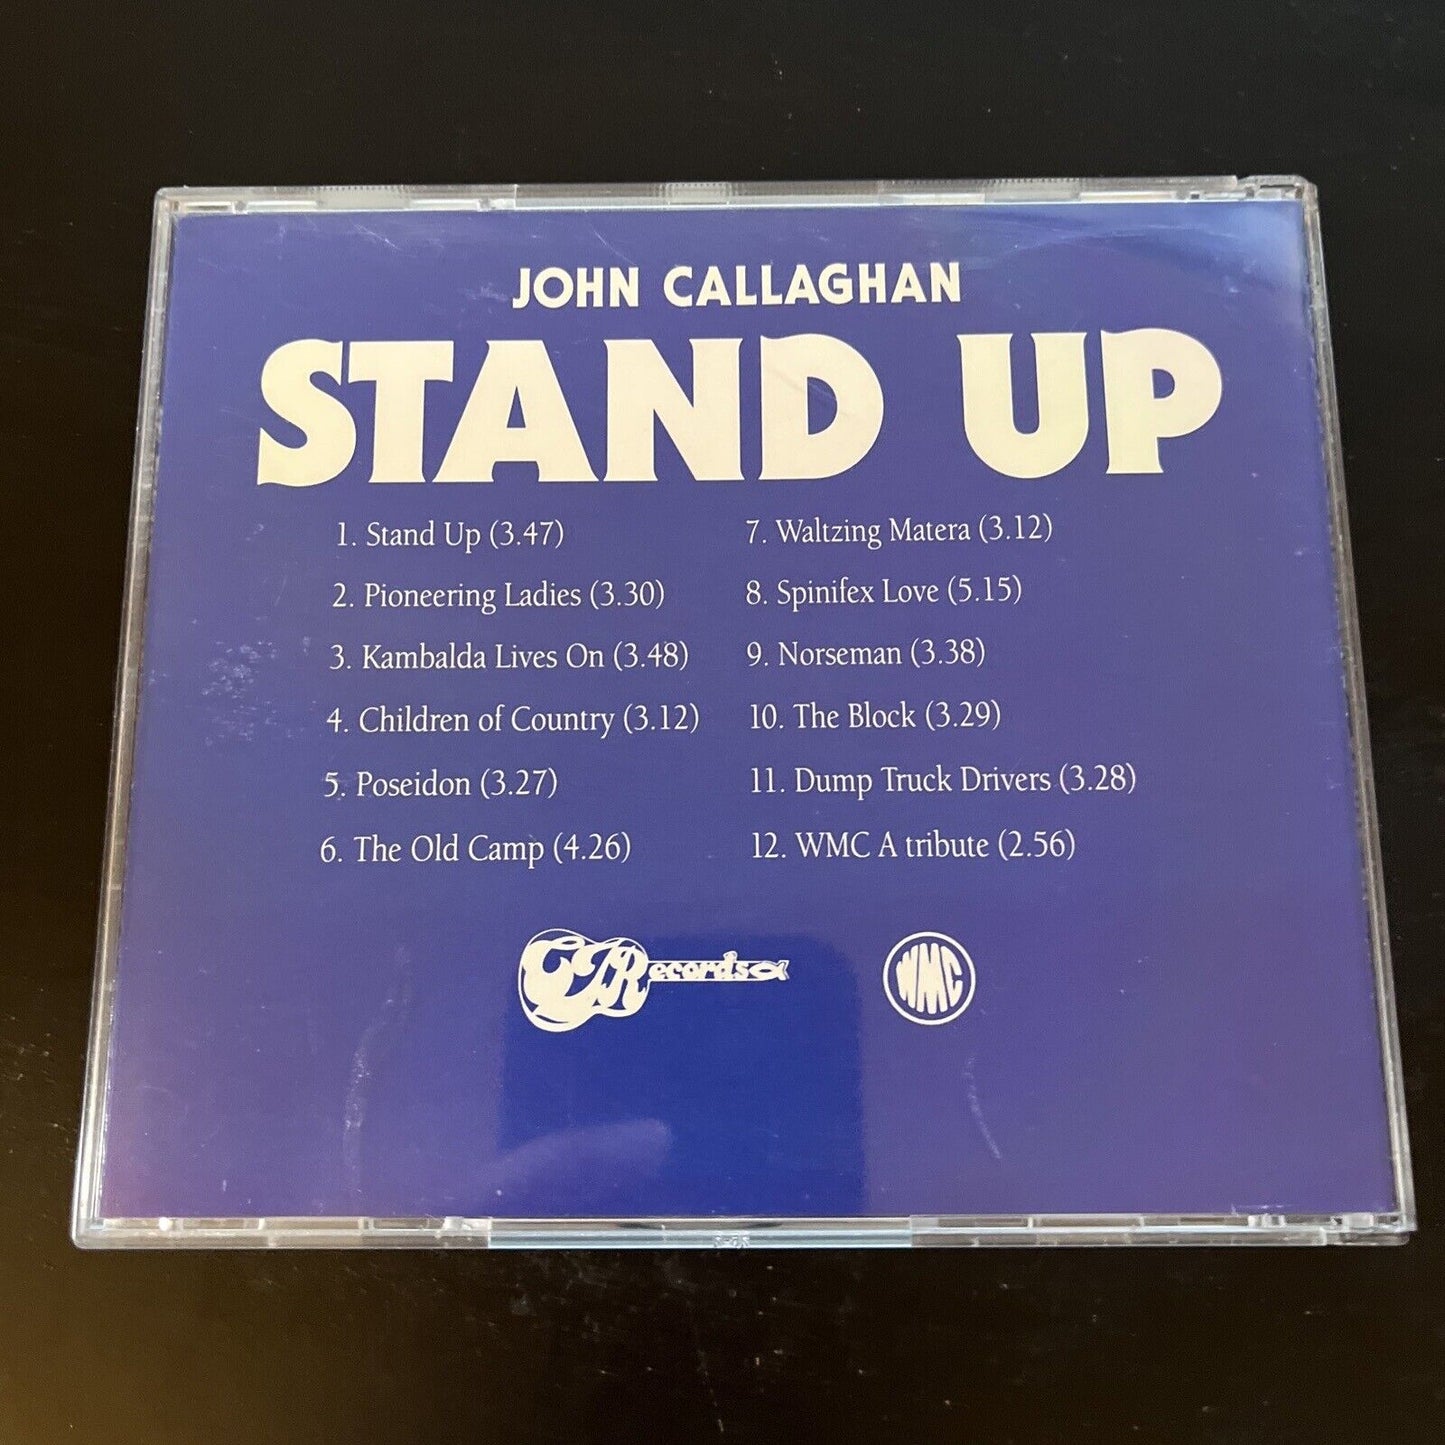 JOHN CALLAGHAN
STAND UP
1. Stand Up (3.47)
2. Pioneering Ladies (3.30)
3. Kambalda Lives On (3.48)
4. Children of Country (3.12)
5. Poseidon (3.27)
6. The Old Camp (4.26)
7. Waltzing Matera (3.12)
8. Spinifex Love (5.15)
9. Norseman (3.38)
10. The Block (3.29)
11. Dump Truck Drivers (3.28)
12. WMC A tribute (2.56)
CJRecords
WMC